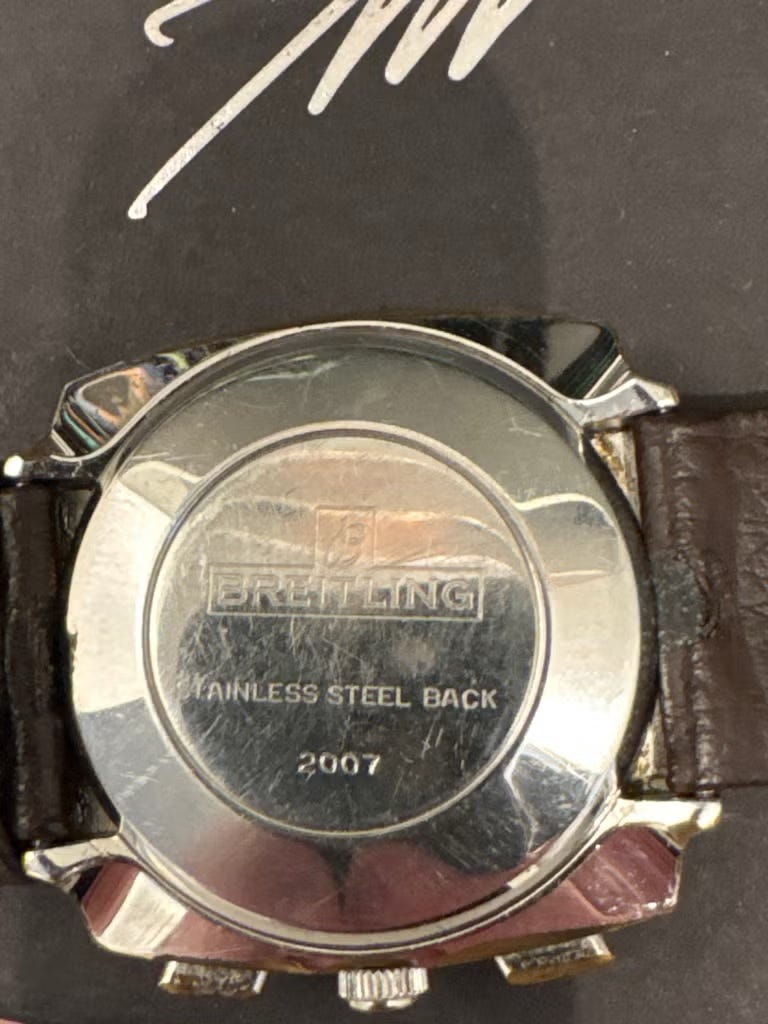 B
BREITLING
STAINLESS STEEL BACK
2007